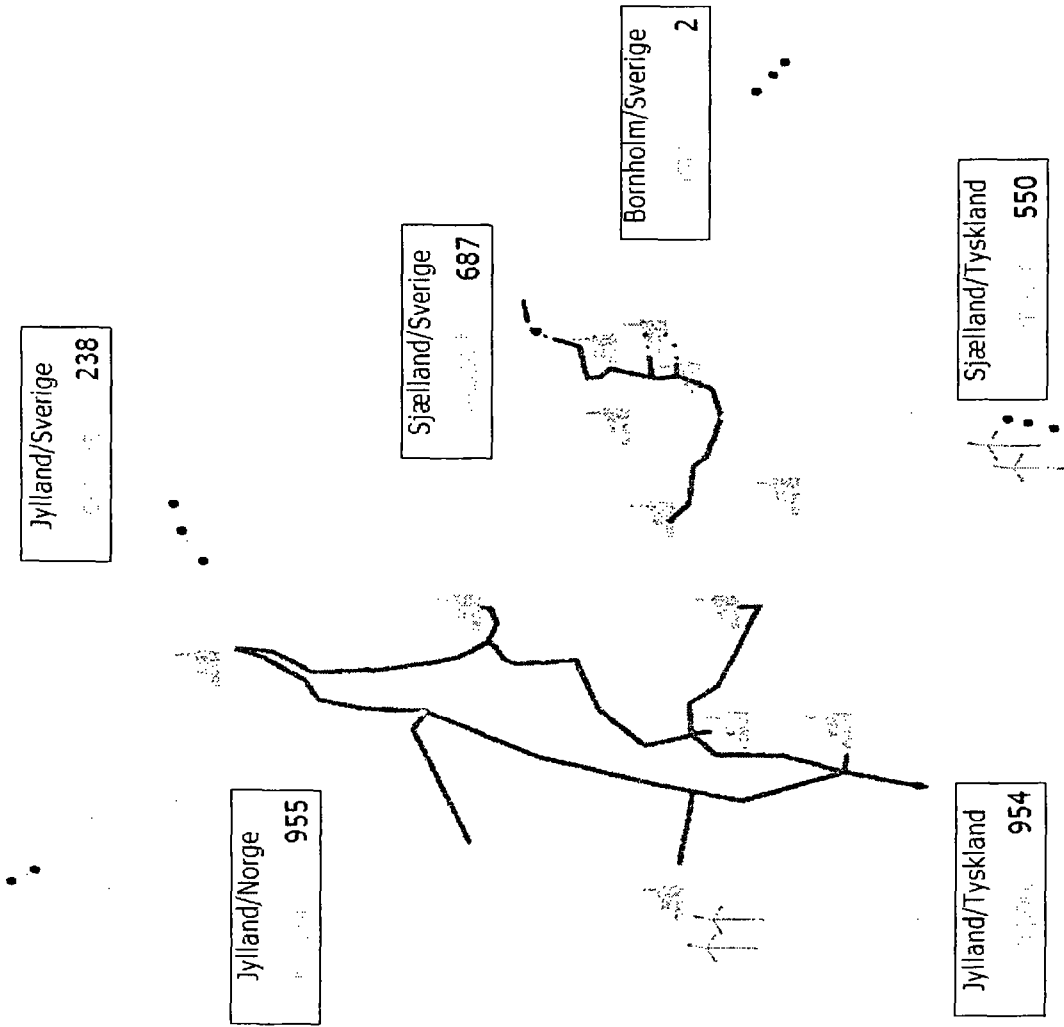 Jylland/Sverige
238
Sjælland/Sverige
687
Bornholm/Sverige
2
Jylland/Norge
955
Sjælland/Tyskland
550
Jylland/Tyskland
954